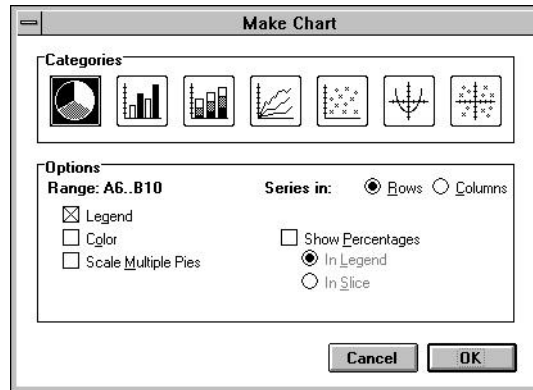 Make Chart
Categories
Options
Range: A6..B10 Series in: Rows Columns
Legend
Color Show Percentages
Scale Multiple Pies In Legend
In Slice
Cancel OK